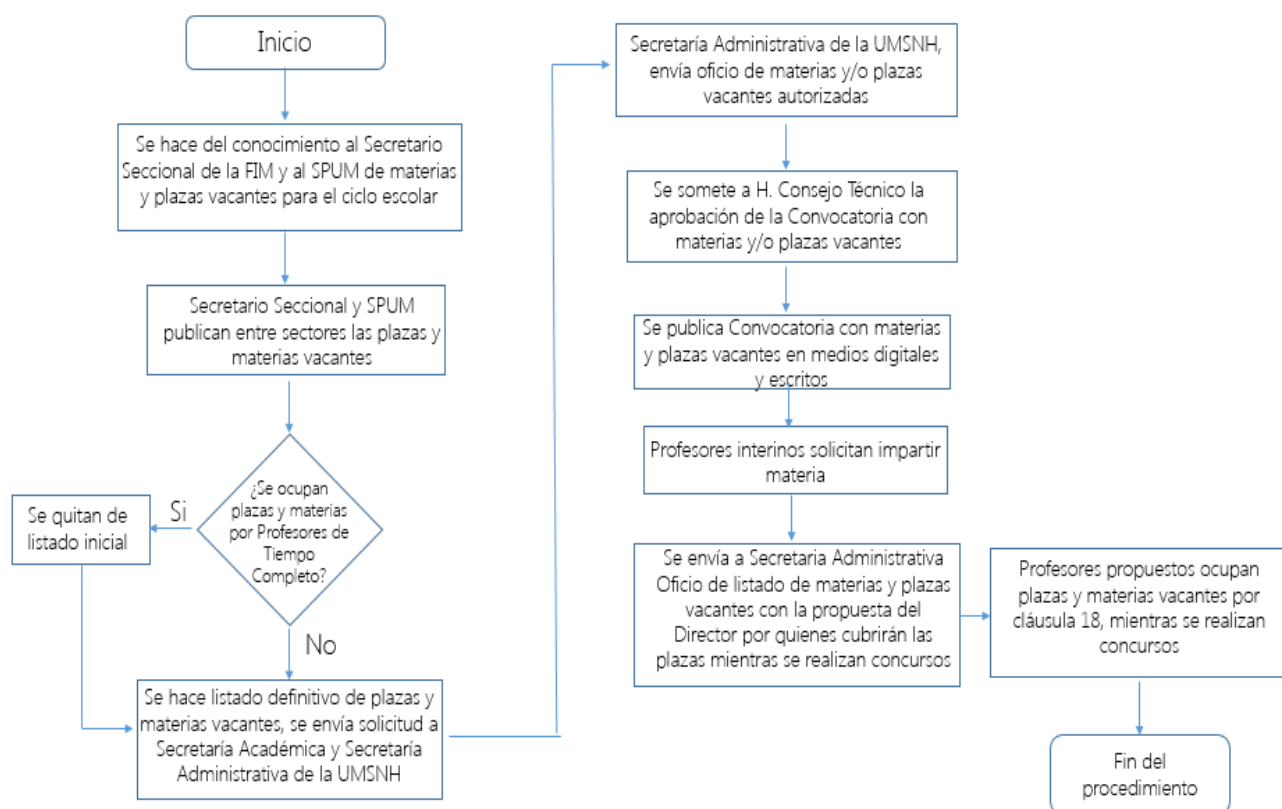 Inicio
Se hace del conocimiento al Secretario
Seccional de la FIM y al SPUM de materias
y plazas vacantes para el ciclo escolar
Secretario Seccional y SPUM
publican entre sectores las plazas y
materias vacantes
¿Se ocupan
plazas y materias
por Profesores de
Tiempo
Completo?
Si
Se quitan de
listado inicial
No
Se hace listado definitivo de plazas y
materias vacantes, se envía solicitud a
Secretaría Académica y Secretaría
Administrativa de la UMSNH
Secretaría Administrativa de la UMSNH,
envía oficio de materias y/o plazas
vacantes autorizadas
Se somete a H. Consejo Técnico la
aprobación de la Convocatoria con
materias y/o plazas vacantes
Se publica Convocatoria con materias
y plazas vacantes en medios digitales
y escritos
Profesores interinos solicitan impartir
materia
Se envía a Secretaria Administrativa
Oficio de listado de materias y plazas
vacantes con la propuesta del
Director por quienes cubrirán las
plazas mientras se realizan concursos
Profesores propuestos ocupan
plazas y materias vacantes por
cláusula 18, mientras se realizan
concursos
Fin del
procedimiento